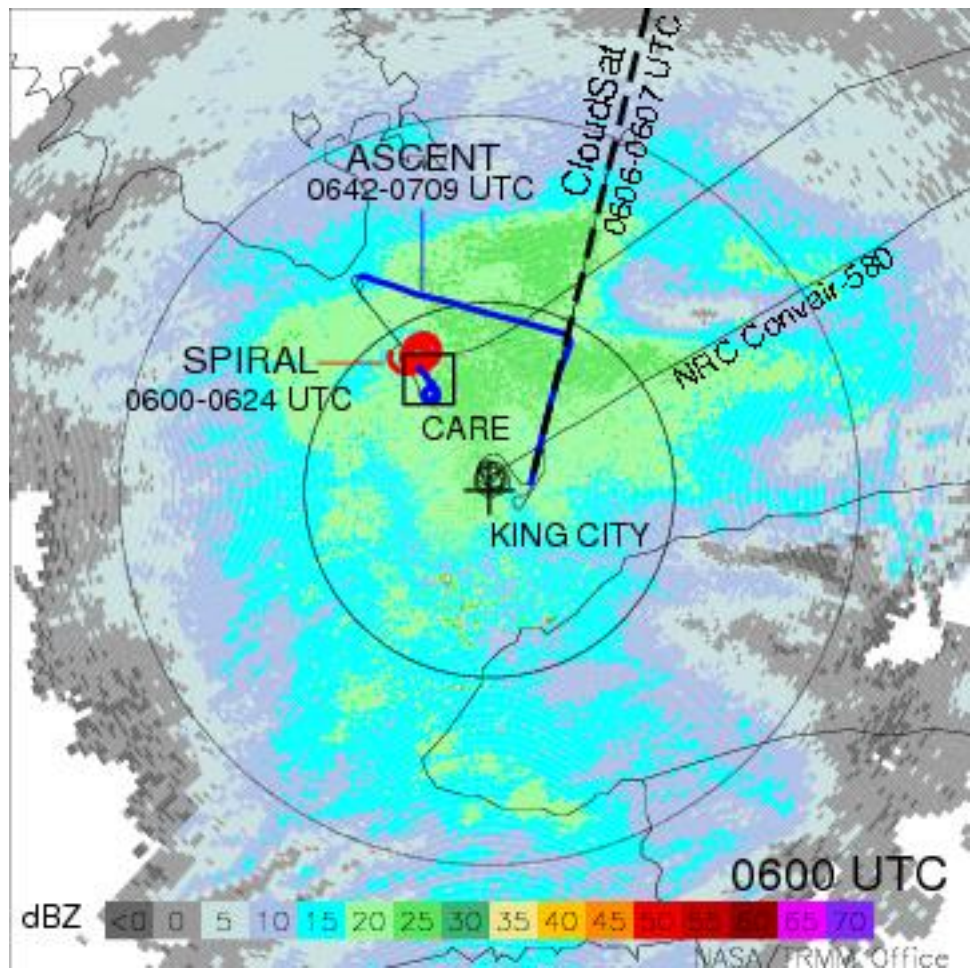 CloudSat
0606-0607 UTC
ASCENT
0642-0709 UTC
NRC Convair-580
SPIRAL
0600-0624 UTC
CARE
KING CITY
0600 UTC
dBZ <0 0 5 10 15 20 25 30 35 40 45 50 55 60 65 70
NASA/TRMM Office